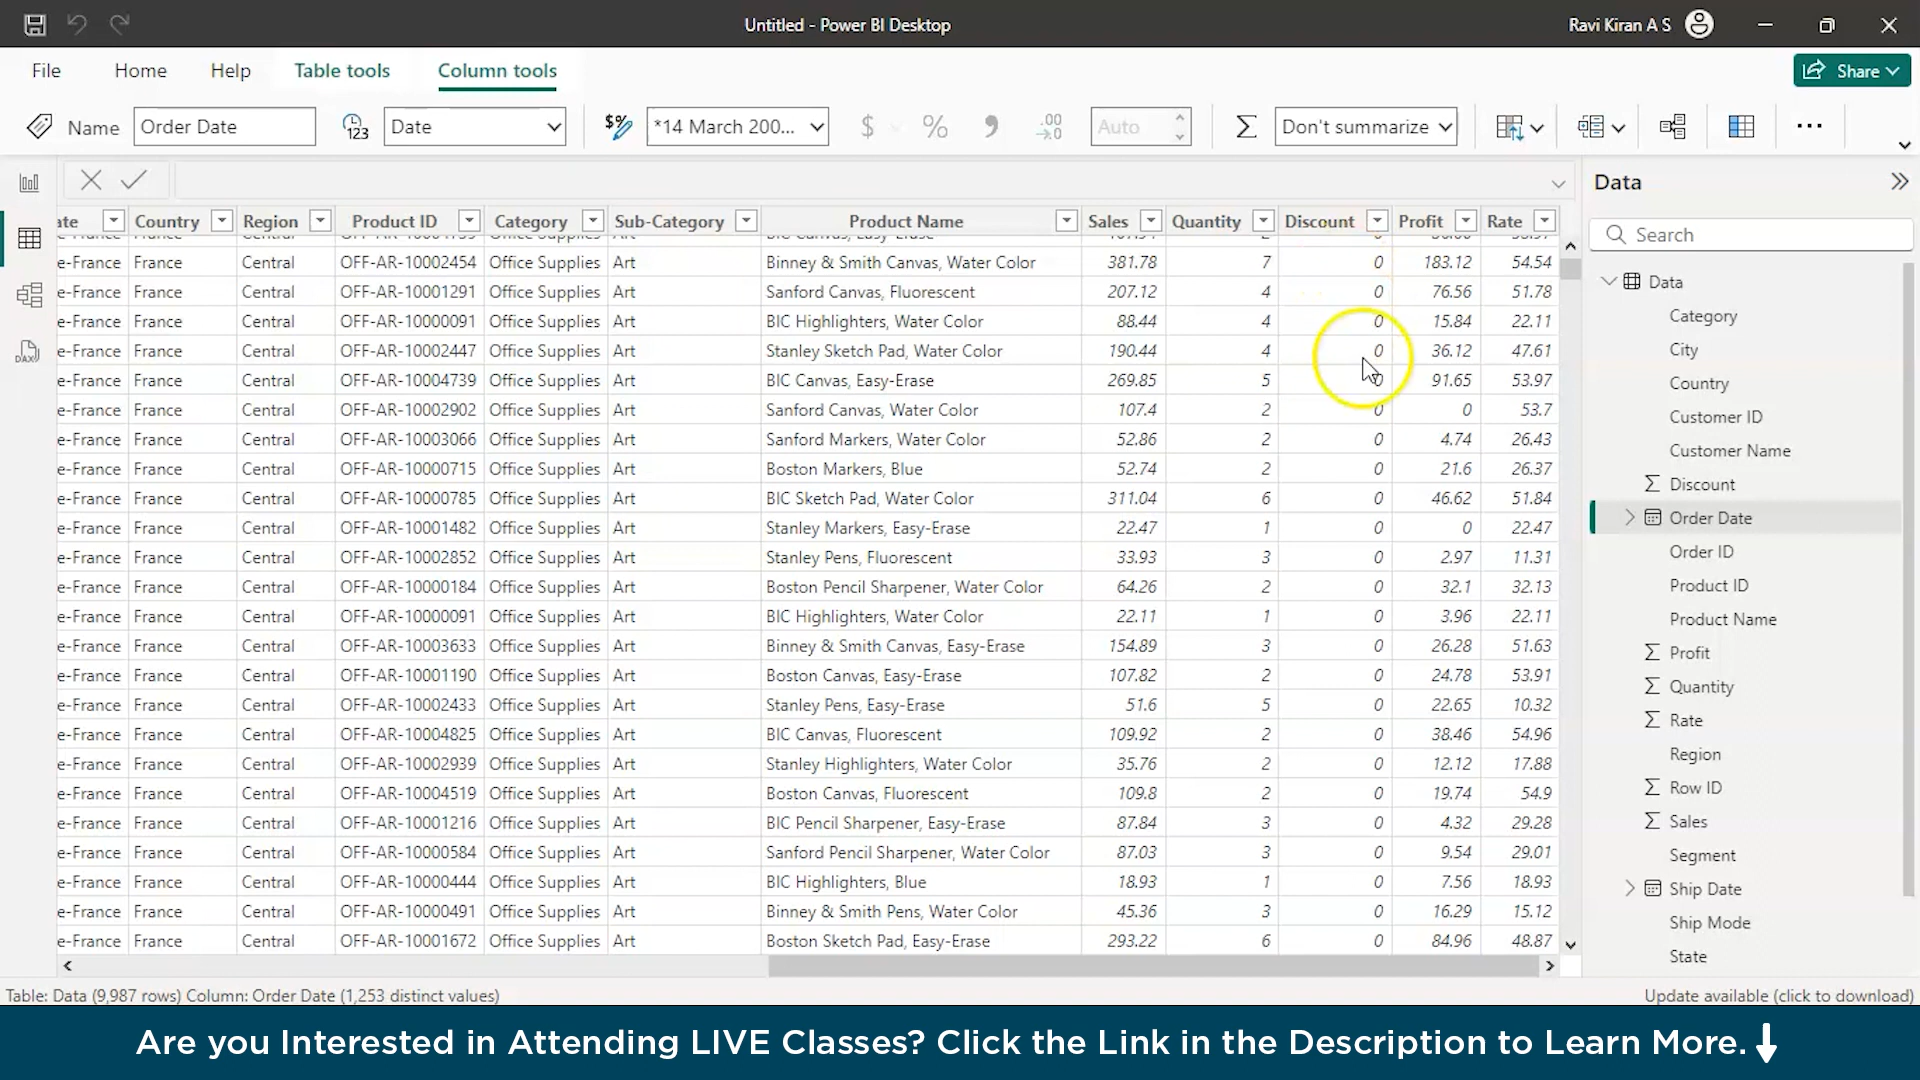 Untitled - Power BI Desktop
Ravi Kiran A S
File Home Help Table tools Column tools
Share
Name Order Date Date *14 March 200... $ % Auto Don't summarize
Data
ate Country Region Product ID Category Sub-Category Product Name Sales Quantity Discount Profit Rate
e-France France Central OFF-AR-10002454 Office Supplies Art Binney & Smith Canvas, Water Color 381.78 7 0 183.12 54.54
e-France France Central OFF-AR-10001291 Office Supplies Art Sanford Canvas, Fluorescent 207.12 4 0 76.56 51.78
e-France France Central OFF-AR-10000091 Office Supplies Art BIC Highlighters, Water Color 88.44 4 0 15.84 22.11
e-France France Central OFF-AR-10002447 Office Supplies Art Stanley Sketch Pad, Water Color 190.44 4 0 36.12 47.61
e-France France Central OFF-AR-10004739 Office Supplies Art BIC Canvas, Easy-Erase 269.85 5 0 91.65 53.97
e-France France Central OFF-AR-10002902 Office Supplies Art Sanford Canvas, Water Color 107.4 2 0 0 53.7
e-France France Central OFF-AR-10003066 Office Supplies Art Sanford Markers, Water Color 52.86 2 0 4.74 26.43
e-France France Central OFF-AR-10000715 Office Supplies Art Boston Markers, Blue 52.74 2 0 21.6 26.37
e-France France Central OFF-AR-10000785 Office Supplies Art BIC Sketch Pad, Water Color 311.04 6 0 46.62 51.84
e-France France Central OFF-AR-10001482 Office Supplies Art Stanley Markers, Easy-Erase 22.47 1 0 0 22.47
e-France France Central OFF-AR-10002852 Office Supplies Art Stanley Pens, Fluorescent 33.93 3 0 2.97 11.31
e-France France Central OFF-AR-10000184 Office Supplies Art Boston Pencil Sharpener, Water Color 64.26 2 0 32.1 32.13
e-France France Central OFF-AR-10000091 Office Supplies Art BIC Highlighters, Water Color 22.11 1 0 3.96 22.11
e-France France Central OFF-AR-10003633 Office Supplies Art Binney & Smith Canvas, Easy-Erase 154.89 3 0 26.28 51.63
e-France France Central OFF-AR-10001190 Office Supplies Art Boston Canvas, Easy-Erase 107.82 2 0 24.78 53.91
e-France France Central OFF-AR-10002433 Office Supplies Art Stanley Pens, Easy-Erase 51.6 5 0 22.65 10.32
e-France France Central OFF-AR-10004825 Office Supplies Art BIC Canvas, Fluorescent 109.92 2 0 38.46 54.96
e-France France Central OFF-AR-10002939 Office Supplies Art Stanley Highlighters, Water Color 35.76 2 0 12.12 17.88
e-France France Central OFF-AR-10004519 Office Supplies Art Boston Canvas, Fluorescent 109.8 2 0 19.74 54.9
e-France France Central OFF-AR-10001216 Office Supplies Art BIC Pencil Sharpener, Easy-Erase 87.84 3 0 4.32 29.28
e-France France Central OFF-AR-10000584 Office Supplies Art Sanford Pencil Sharpener, Water Color 87.03 3 0 9.54 29.01
e-France France Central OFF-AR-10000444 Office Supplies Art BIC Highlighters, Blue 18.93 1 0 7.56 18.93
e-France France Central OFF-AR-10000491 Office Supplies Art Binney & Smith Pens, Water Color 45.36 3 0 16.29 15.12
e-France France Central OFF-AR-10001672 Office Supplies Art Boston Sketch Pad, Easy-Erase 293.22 6 0 84.96 48.87
Search
Data
Category
City
Country
Customer ID
Customer Name
Discount
Order Date
Order ID
Product ID
Product Name
Profit
Quantity
Rate
Region
Row ID
Sales
Segment
Ship Date
Ship Mode
State
Table: Data (9,987 rows) Column: Order Date (1,253 distinct values)
Update available (click to download)
Are you Interested in Attending LIVE Classes? Click the Link in the Description to Learn More.